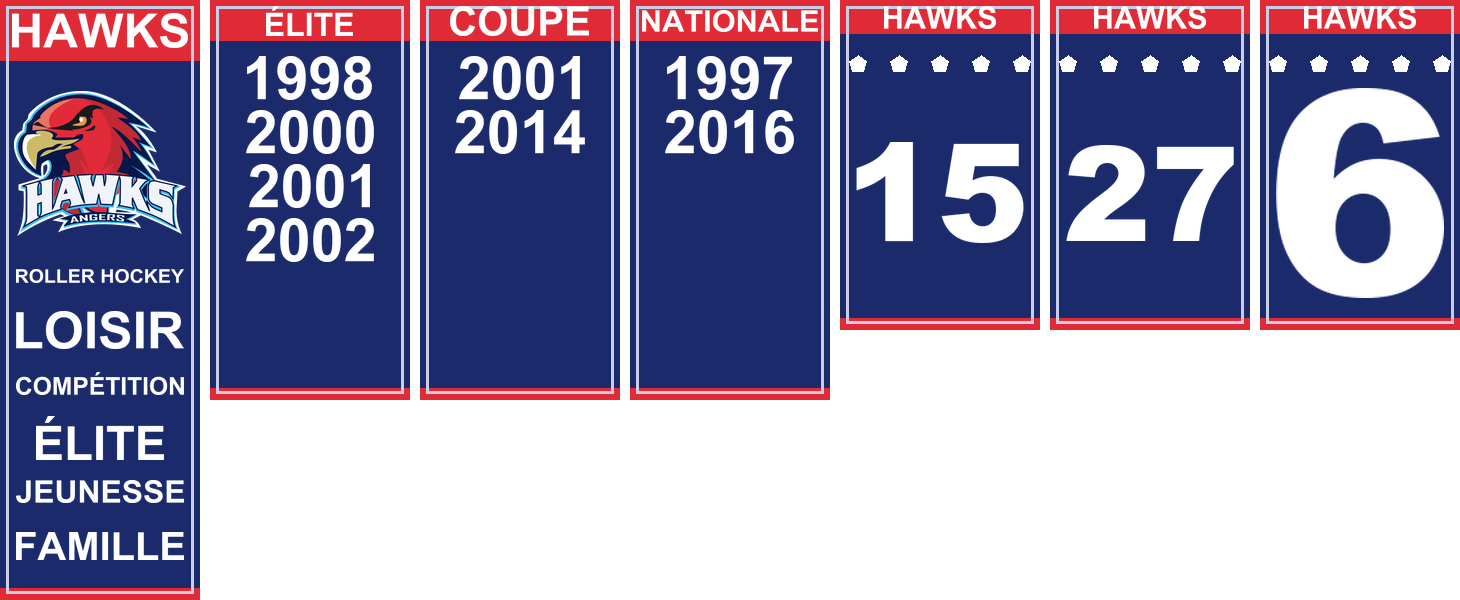 HAWKS
HAWKS
ANGERS
ROLLER HOCKEY
LOISIR
COMPÉTITION
ÉLITE
JEUNESSE
FAMILLE
ÉLITE
1998
2000
2001
2002
COUPE
2001
2014
NATIONALE
1997
2016
HAWKS
15
HAWKS
27
HAWKS
6